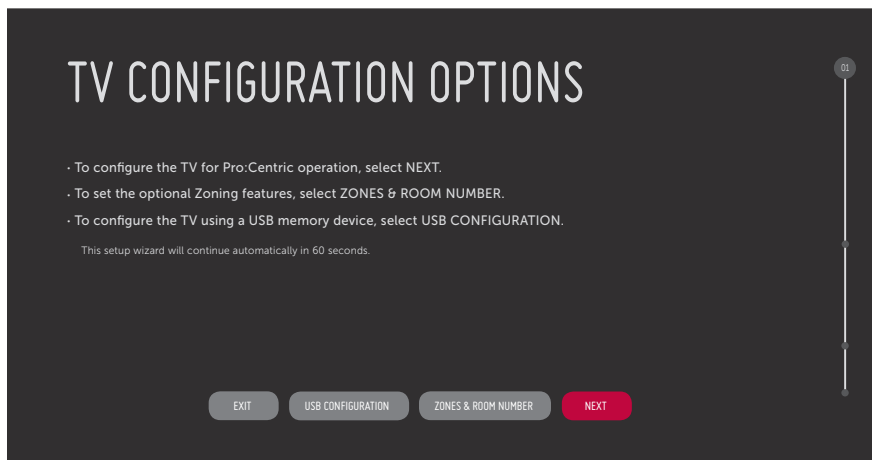 TV CONFIGURATION OPTIONS
01
· To configure the TV for Pro:Centric operation, select NEXT.
· To set the optional Zoning features, select ZONES & ROOM NUMBER.
· To configure the TV using a USB memory device, select USB CONFIGURATION.
This setup wizard will continue automatically in 60 seconds.
EXIT USB CONFIGURATION ZONES & ROOM NUMBER NEXT